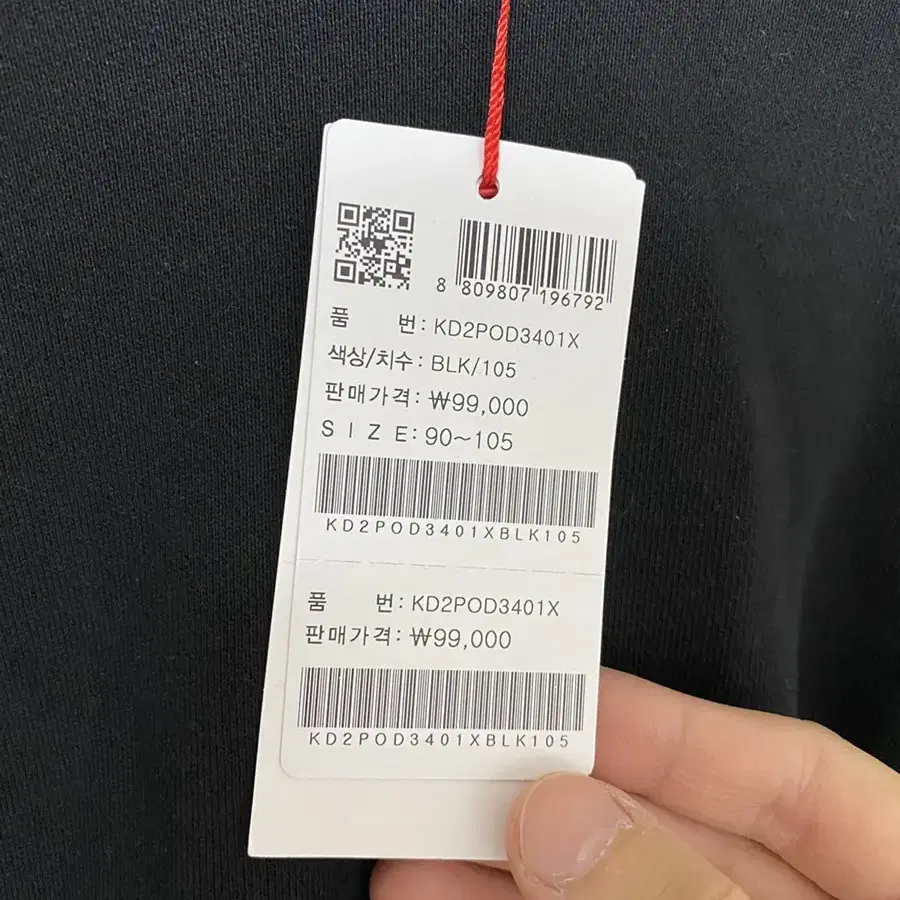 8 809807 196792
품 번: KD2POD3401X
색상/치수: BLK/105
판매가격: ₩99,000
S I Z E: 90~105
KD2POD3401XBLK105
품 번: KD2POD3401X
판매가격: ₩99,000
KD2POD3401XBLK105